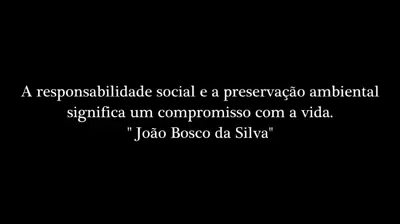 A responsabilidade social e a preservação ambiental
significa um compromisso com a vida.
" João Bosco da Silva"